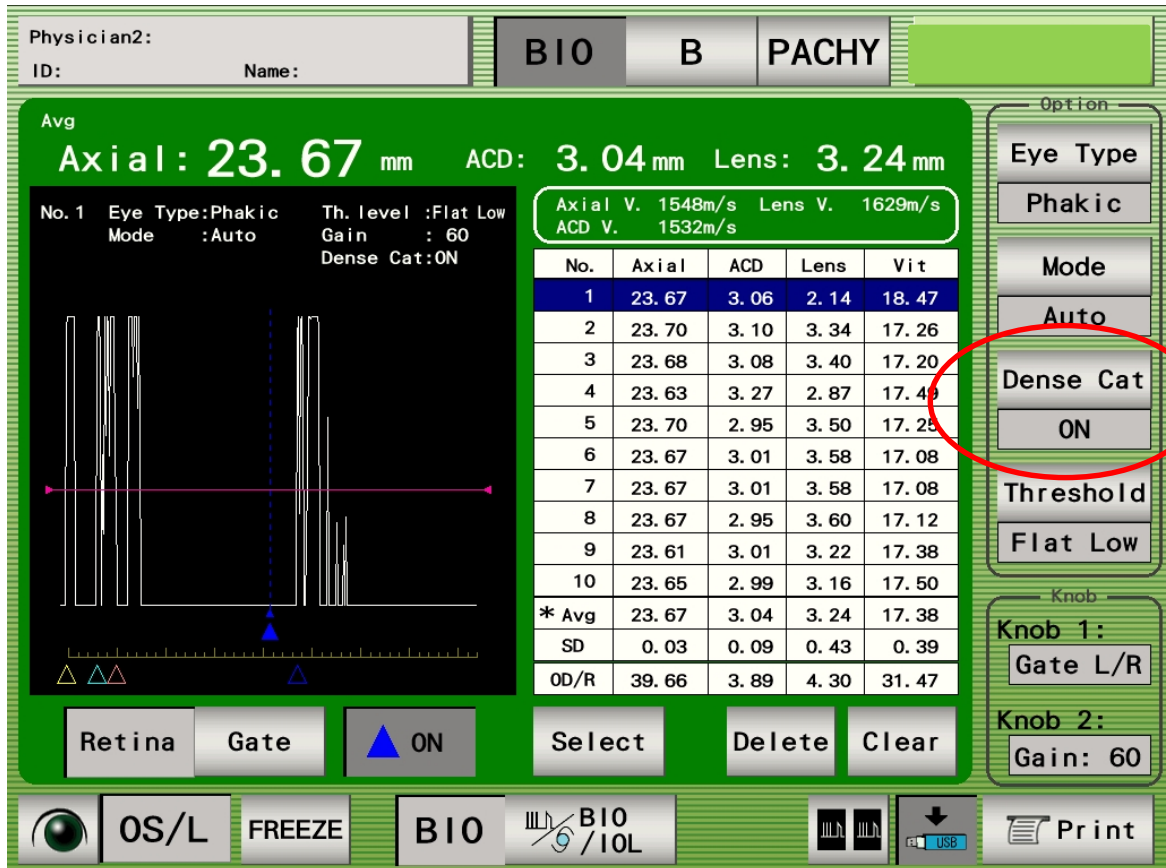 Physician2:
ID: Name:
BIO B PACHY
Avg
Axial: 23.67 mm ACD: 3.04 mm Lens: 3.24 mm
No.1 Eye Type:Phakic Th. level :Flat Low
Mode :Auto Gain : 60
Dense Cat:ON
Axial V. 1548m/s Lens V. 1629m/s
ACD V. 1532m/s
No. Axial ACD Lens Vit
1 23.67 3.06 2.14 18.47
2 23.70 3.10 3.34 17.26
3 23.68 3.08 3.40 17.20
4 23.63 3.27 2.87 17.49
5 23.70 2.95 3.50 17.25
6 23.67 3.01 3.58 17.08
7 23.67 3.01 3.58 17.08
8 23.67 2.95 3.60 17.12
9 23.61 3.01 3.22 17.38
10 23.65 2.99 3.16 17.50
* Avg 23.67 3.04 3.24 17.38
SD 0.03 0.09 0.43 0.39
OD/R 39.66 3.89 4.30 31.47
Retina Gate ON Select Delete Clear
Option
Eye Type
Phakic
Mode
Auto
Dense Cat
ON
Threshold
Flat Low
Knob
Knob 1:
Gate L/R
Knob 2:
Gain: 60
OS/L FREEZE BIO BIO
/IOL
USB
Print